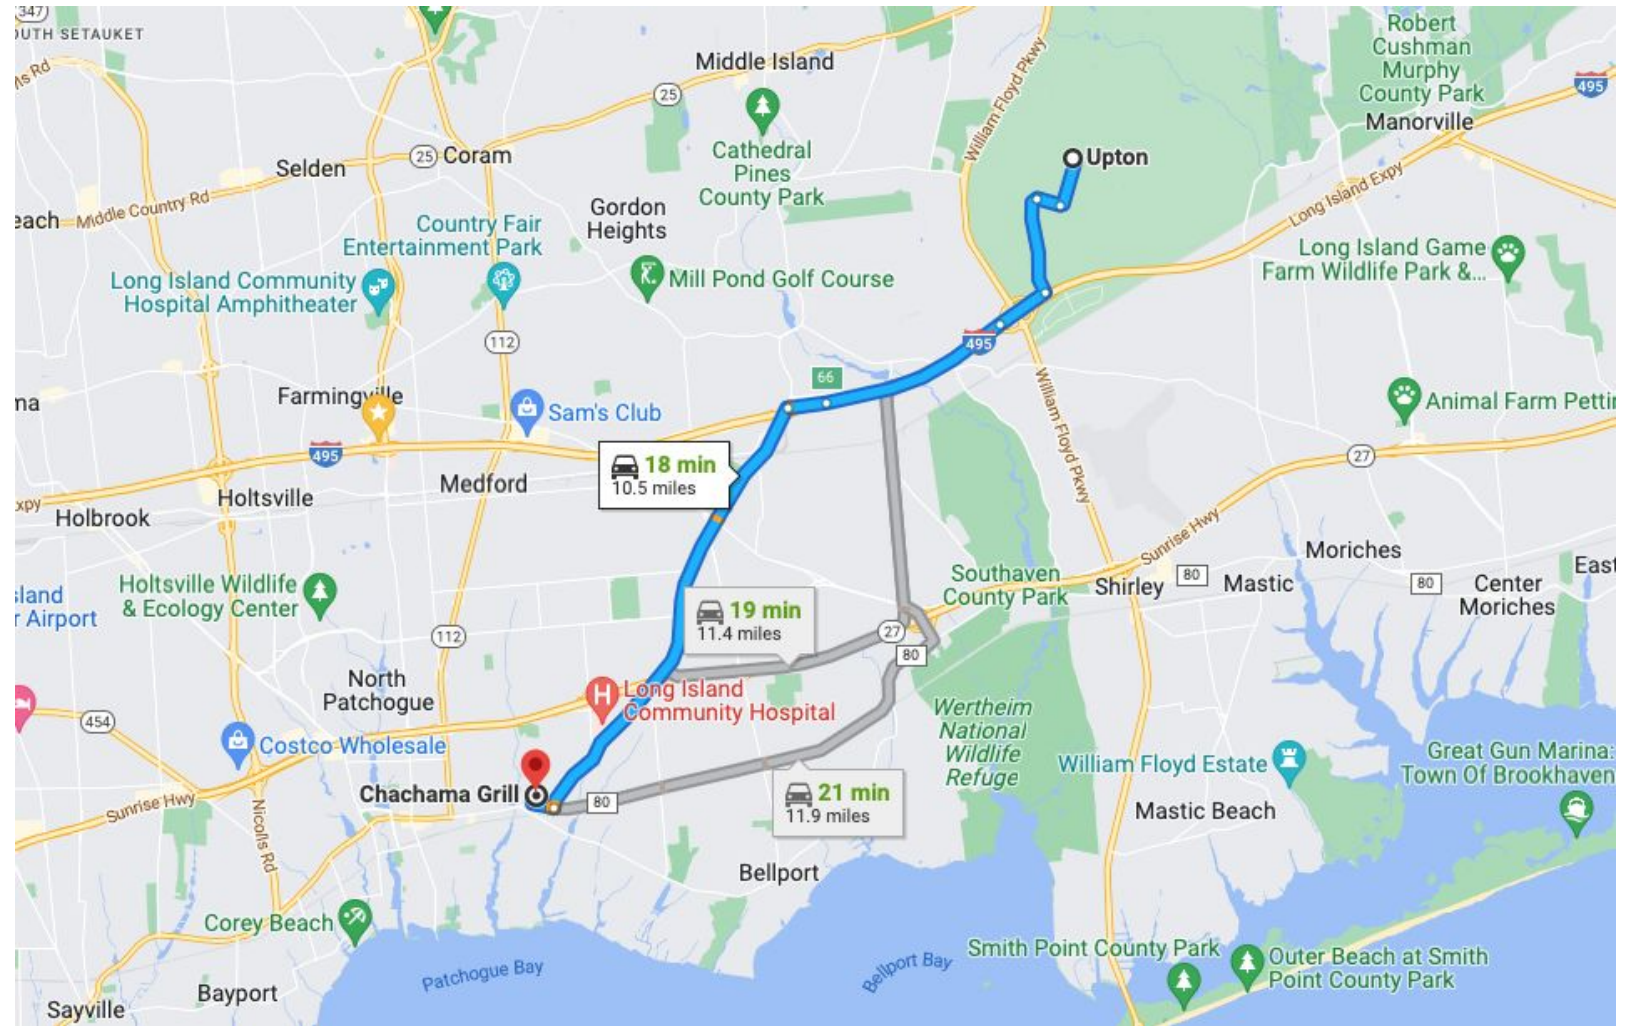 347
OUTH SETAUKET
Middle Island
Robert
Cushman
Murphy
County Park
495
Manorville
25
William Floyd Pkwy
Cathedral
Pines
County Park
25
Coram
Selden
Upton
Middle Country Rd
each
Gordon
Heights
Country Fair
Entertainment Park
Long Island Expy
Long Island Game
Farm Wildlife Park &...
Long Island Community
Hospital Amphitheater
Mill Pond Golf Course
112
495
66
Farmingville
ma
Sam's Club
William Floyd Pkwy
Animal Farm Pettin
495
18 min
10.5 miles
27
Medford
Holtsville
Expy
Holbrook
Sunrise Hwy
Moriches
East
Southaven
County Park
Shirley
80
Mastic
80
Center
Moriches
Holtsville Wildlife
& Ecology Center
sland
r Airport
19 min
11.4 miles
112
27
80
North
Patchogue
Long Island
Community Hospital
454
Costco Wholesale
Wertheim
National
Wildlife
Refuge
William Floyd Estate
Great Gun Marina:
Town Of Brookhaven
Chachama Grill
80
21 min
11.9 miles
Sunrise Hwy
Nicolls Rd
Mastic Beach
Bellport
Corey Beach
Smith Point County Park
Outer Beach at Smith
Point County Park
Patchogue Bay
Bellport Bay
Bayport
Sayville